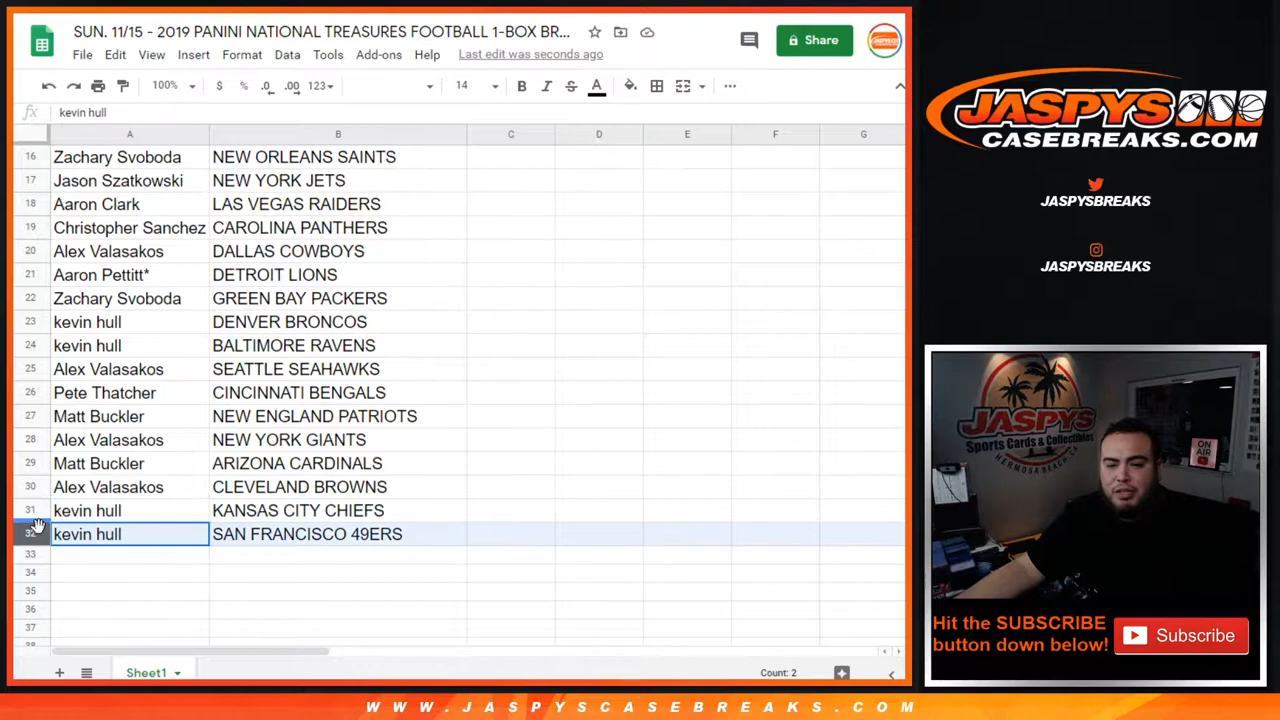 SUN. 11/15 - 2019 PANINI NATIONAL TREASURES FOOTBALL 1-BOX BR...
File Edit View Insert Format Data Tools Add-ons Help Last edit was seconds ago
Share
100% $ % .0 .00 123 14 B I S A
fx kevin hull
A B C D E F G
16 Zachary Svoboda NEW ORLEANS SAINTS
17 Jason Szatkowski NEW YORK JETS
18 Aaron Clark LAS VEGAS RAIDERS
19 Christopher Sanchez CAROLINA PANTHERS
20 Alex Valasakos DALLAS COWBOYS
21 Aaron Pettitt* DETROIT LIONS
22 Zachary Svoboda GREEN BAY PACKERS
23 kevin hull DENVER BRONCOS
24 kevin hull BALTIMORE RAVENS
25 Alex Valasakos SEATTLE SEAHAWKS
26 Pete Thatcher CINCINNATI BENGALS
27 Matt Buckler NEW ENGLAND PATRIOTS
28 Alex Valasakos NEW YORK GIANTS
29 Matt Buckler ARIZONA CARDINALS
30 Alex Valasakos CLEVELAND BROWNS
31 kevin hull KANSAS CITY CHIEFS
32 kevin hull SAN FRANCISCO 49ERS
33
34
35
36
37
38
Sheet1
Count: 2
JASPYS
CASEBREAKS.COM
JASPYSBREAKS
JASPYSBREAKS
JASPYS
Sports Cards & Collectibles
HERMOSA BEACH, CA
ON AIR
Hit the SUBSCRIBE
button down below!
Subscribe
WWW.JASPYSCASEBREAKS.COM